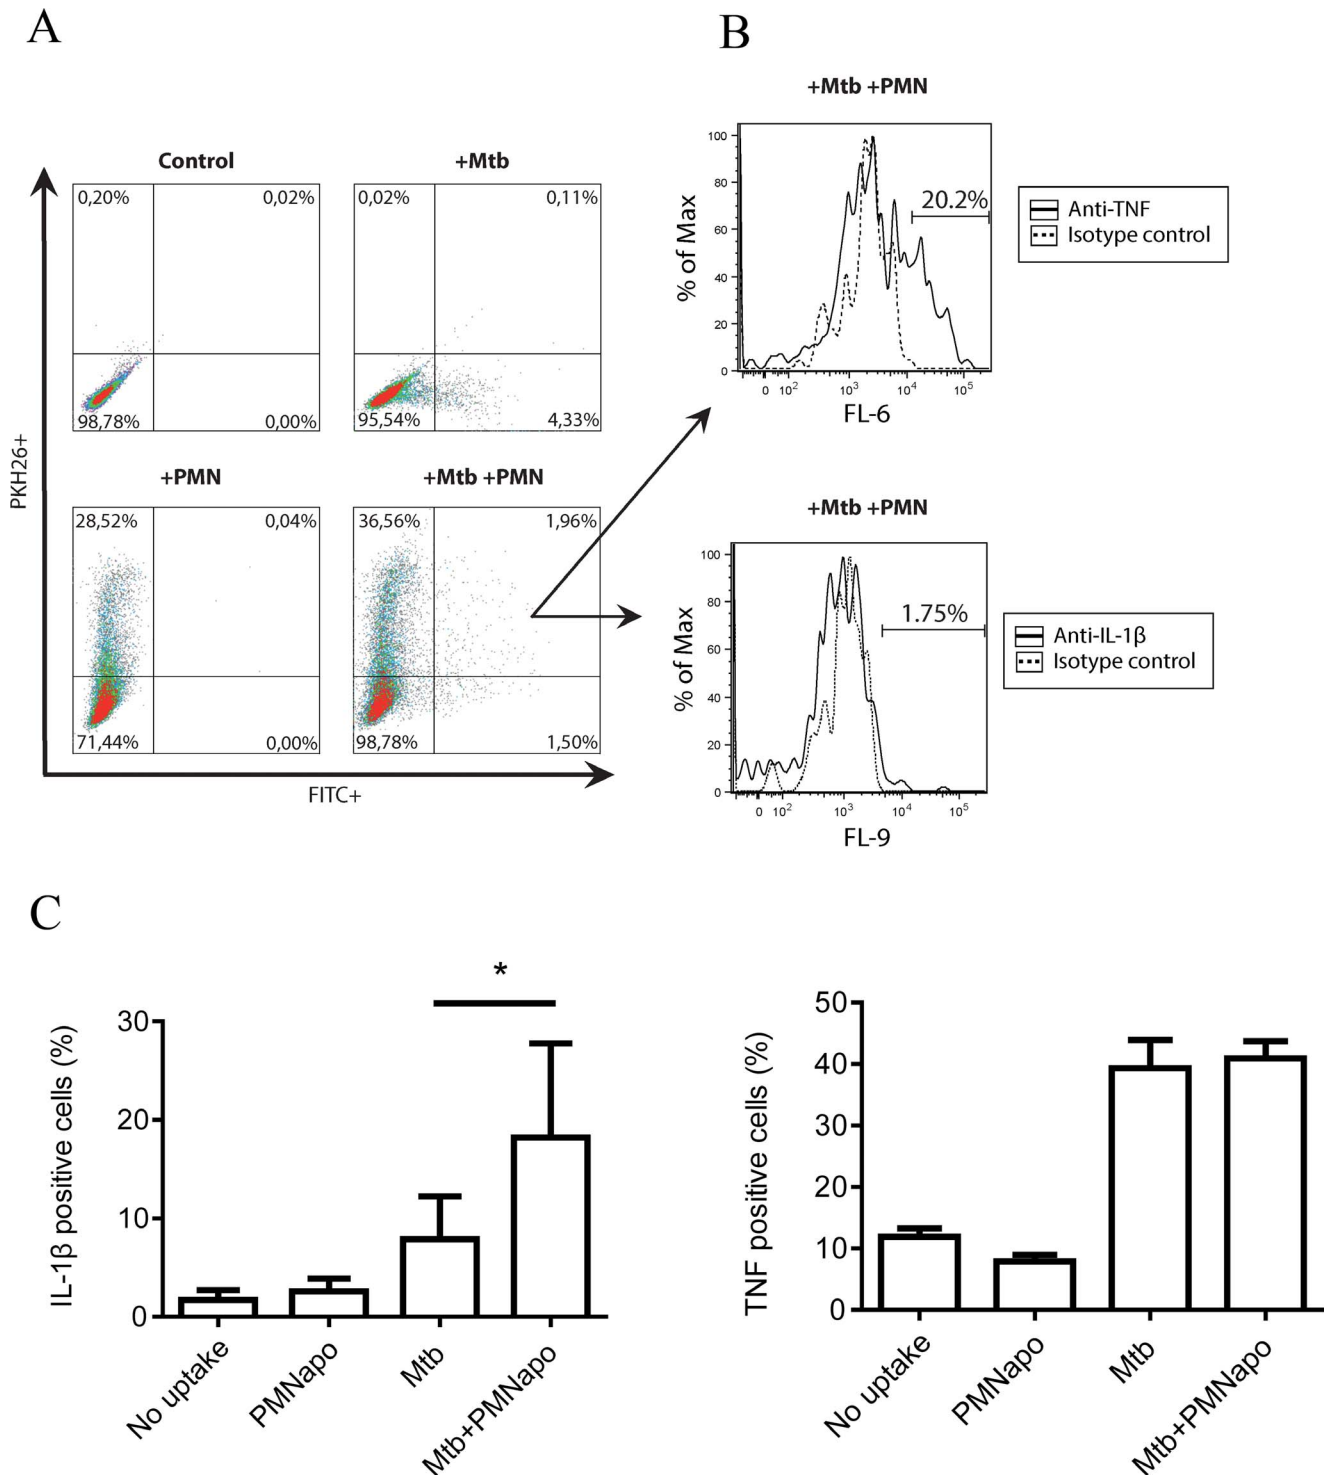 A
Control
+Mtb
0,20%
0,02%
0,02%
0,11%
98,78%
0,00%
95,54%
4,33%
+PMN
+Mtb +PMN
28,52%
0,04%
36,56%
1,96%
71,44%
0,00%
98,78%
1,50%
PKH26+
FITC+
B
+Mtb +PMN
100
80
60
40
20
0
% of Max
20.2%
0 10² 10³ 10⁴ 10⁵
FL-6
Anti-TNF
Isotype control
+Mtb +PMN
100
80
60
40
20
0
% of Max
1.75%
0 10² 10³ 10⁴ 10⁵
FL-9
Anti-IL-1β
Isotype control
C
*
IL-1β positive cells (%)
30
20
10
0
No uptake
PMNapo
Mtb
Mtb+PMNapo
TNF positive cells (%)
50
40
30
20
10
0
No uptake
PMNapo
Mtb
Mtb+PMNapo